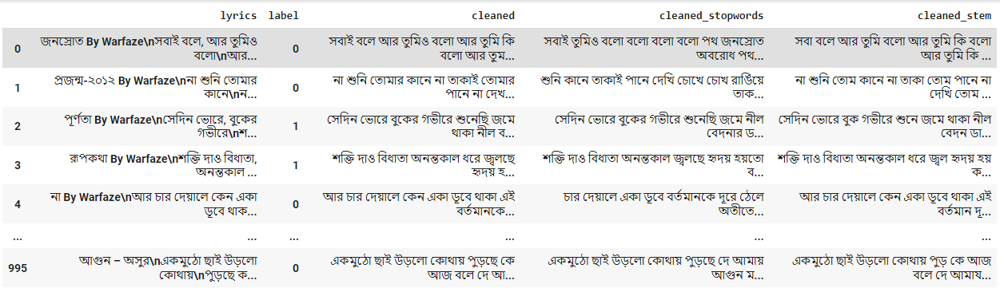 lyrics label cleaned cleaned_stopwords cleaned_stem
0 জনস্রোত By Warfaze\nসবাই বলে, আর তুমিও 0 সবাই বলে আর তুমিও বলো আর তুমি কি সবাই তুমিও বলো বলো বলো বলো পথ জনস্রোত সবা বলে আর তুমি বলো আর তুমি কি বলো
বলো\nআর... বলো আর তুম... অবরোধ পথ... আর তুমি কি ...
1 প্রজন্ম-২০১২ By Warfaze\nনা শুনি তোমার 0 না শুনি তোমার কানে না তাকাই তোমার শুনি কানে তাকাই পানে দেখি চোখে চোখ রাঙিয়ে না শুনি তোম কানে না তাকা তোম পানে না
কানে\nন... পানে না দেখ... তাক... দেখি তোম ...
2 পূর্ণতা By Warfaze\nসেদিন ভোরে, বুকের 1 সেদিন ভোরে বুকের গভীরে শুনেছি জমে সেদিন ভোরে বুকের গভীরে শুনেছি জমে নীল সেদিন ভোরে বুক গভীরে শুনে জমে থাকা নীল
গভীরে\nশ... থাকা নীল ব... বেদনার ড... বেদন ডা...
3 রূপকথা By Warfaze\nশক্তি দাও বিধাতা, 1 শক্তি দাও বিধাতা অনন্তকাল ধরে জ্বলছে শক্তি দাও বিধাতা অনন্তকাল জ্বলছে হৃদয় হয়তো শক্তি দাও বিধাতা অনন্তকাল ধরে জ্বল হৃদয় হয়
অনন্তকাল ... হৃদয় হ... ব... ক...
4 না By Warfaze\nআর চার দেয়ালে কেন একা 0 আর চার দেয়ালে কেন একা ডূবে থাকা এই চার দেয়ালে একা ডূবে বর্তমানকে দূরে ঠেলে আর চার দেয়ালে কেন একা ডূবে থাকা এই
ডূবে থাক... বর্তমানকে... অতীতে... বর্তমান দূ...
... ... ... ... ... ...
995 আগুন – অসুর\nএকমুঠো ছাই উড়লো 0 একমুঠো ছাই উড়লো কোথায় পুড়ছে কে একমুঠো ছাই উড়লো কোথায় পুড়ছে দে আমায় একমুঠো ছাই উড়লো কোথায় পুড় কে আজ
কোথায়\nপুড়ছে ক... আজ বলে দে আ... আগুন ম... বলে দে আমায...